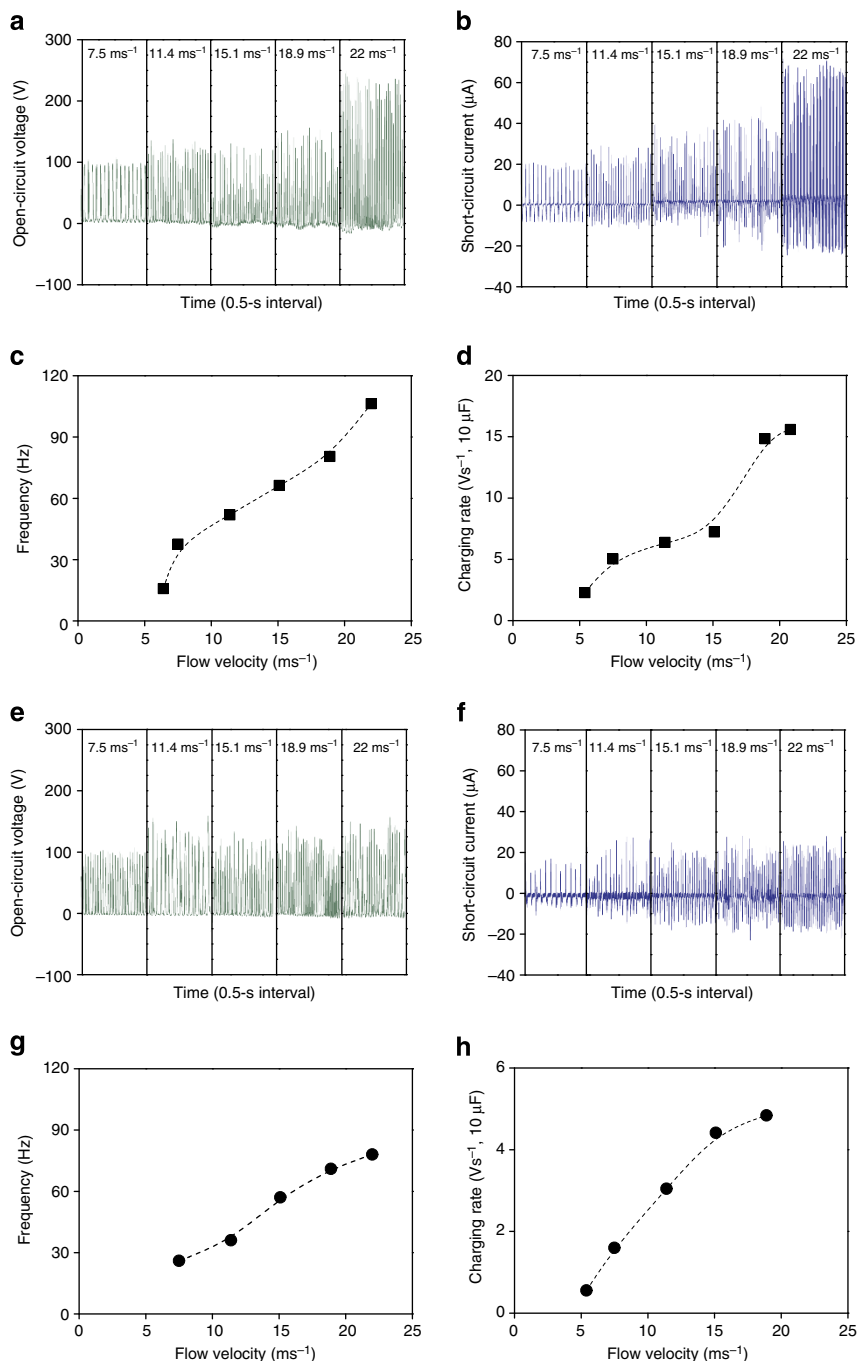 a
300
200
100
0
−100
Open-circuit voltage (V)
7.5 ms⁻¹ 11.4 ms⁻¹ 15.1 ms⁻¹ 18.9 ms⁻¹ 22 ms⁻¹
Time (0.5-s interval)
b
80
60
40
20
0
−20
−40
Short-circuit current (μA)
7.5 ms⁻¹ 11.4 ms⁻¹ 15.1 ms⁻¹ 18.9 ms⁻¹ 22 ms⁻¹
Time (0.5-s interval)
c
120
90
60
30
0
Frequency (Hz)
0 5 10 15 20 25
Flow velocity (ms⁻¹)
d
20
15
10
5
0
Charging rate (Vs⁻¹, 10 μF)
0 5 10 15 20 25
Flow velocity (ms⁻¹)
e
300
200
100
0
−100
Open-circuit voltage (V)
7.5 ms⁻¹ 11.4 ms⁻¹ 15.1 ms⁻¹ 18.9 ms⁻¹ 22 ms⁻¹
Time (0.5-s interval)
f
80
60
40
20
0
−20
−40
Short-circuit current (μA)
7.5 ms⁻¹ 11.4 ms⁻¹ 15.1 ms⁻¹ 18.9 ms⁻¹ 22 ms⁻¹
Time (0.5-s interval)
g
120
90
60
30
0
Frequency (Hz)
0 5 10 15 20 25
Flow velocity (ms⁻¹)
h
6
4
2
0
Charging rate (Vs⁻¹, 10 μF)
0 5 10 15 20 25
Flow velocity (ms⁻¹)